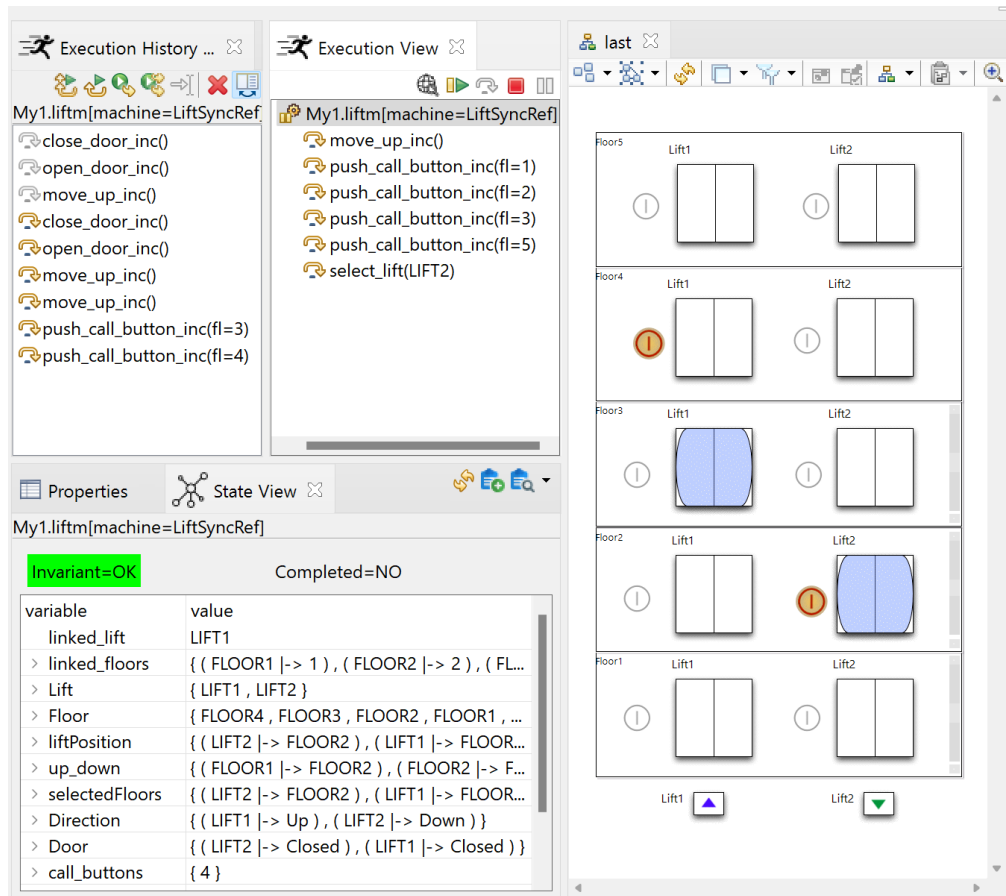 Execution History ...
My1.liftm[machine=LiftSyncRef]
close_door_inc()
open_door_inc()
move_up_inc()
close_door_inc()
open_door_inc()
move_up_inc()
move_up_inc()
push_call_button_inc(fl=3)
push_call_button_inc(fl=4)
Execution View
My1.liftm[machine=LiftSyncRef]
move_up_inc()
push_call_button_inc(fl=1)
push_call_button_inc(fl=2)
push_call_button_inc(fl=3)
push_call_button_inc(fl=5)
select_lift(LIFT2)
Properties State View
My1.liftm[machine=LiftSyncRef]
Invariant=OK Completed=NO
variable value
linked_lift LIFT1
linked_floors { ( FLOOR1 |-> 1 ) , ( FLOOR2 |-> 2 ) , ( FL...
Lift { LIFT1 , LIFT2 }
Floor { FLOOR4 , FLOOR3 , FLOOR2 , FLOOR1 , ...
liftPosition { ( LIFT2 |-> FLOOR2 ) , ( LIFT1 |-> FLOOR...
up_down { ( FLOOR1 |-> FLOOR2 ) , ( FLOOR2 |-> F...
selectedFloors { ( LIFT2 |-> FLOOR2 ) , ( LIFT1 |-> FLOOR...
Direction { ( LIFT1 |-> Up ) , ( LIFT2 |-> Down ) }
Door { ( LIFT2 |-> Closed ) , ( LIFT1 |-> Closed ) }
call_buttons { 4 }
last
Floor5
Lift1 Lift2
Floor4
Lift1 Lift2
Floor3
Lift1 Lift2
Floor2
Lift1 Lift2
Floor1
Lift1 Lift2
Lift1 Lift2